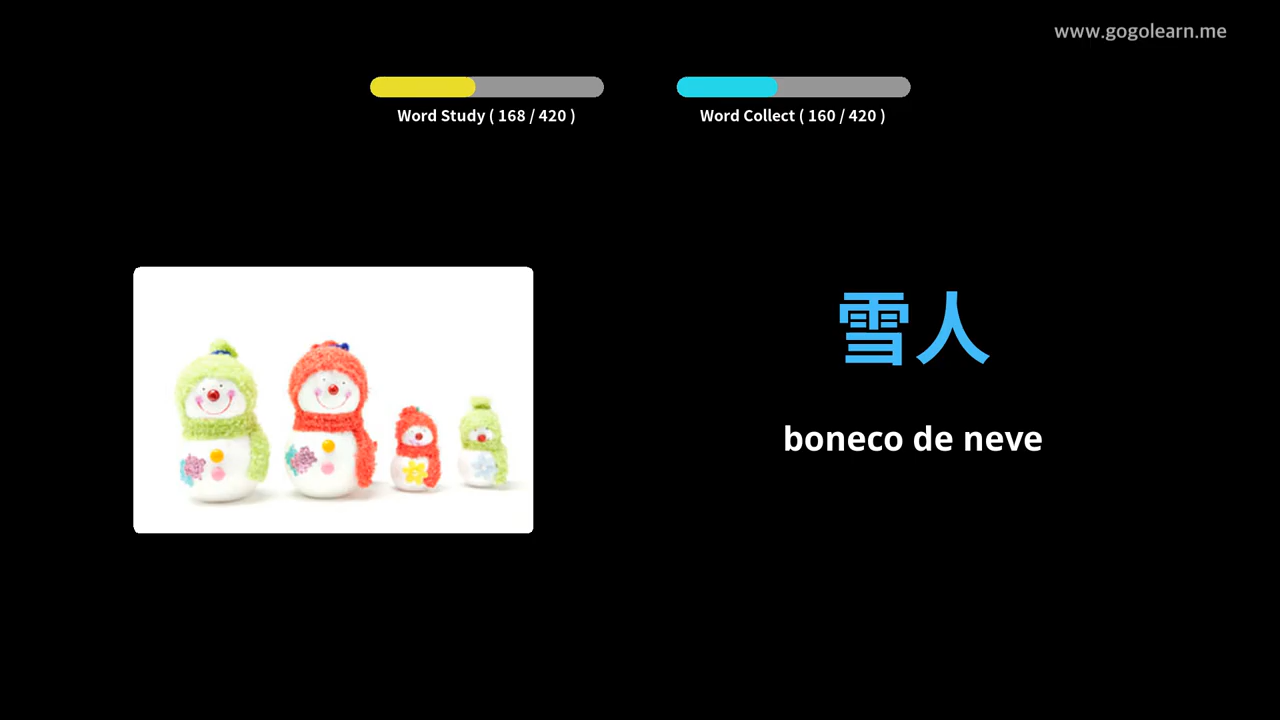 www.gogolearn.me
Word Study ( 168 / 420 )
Word Collect ( 160 / 420 )
雪人
boneco de neve